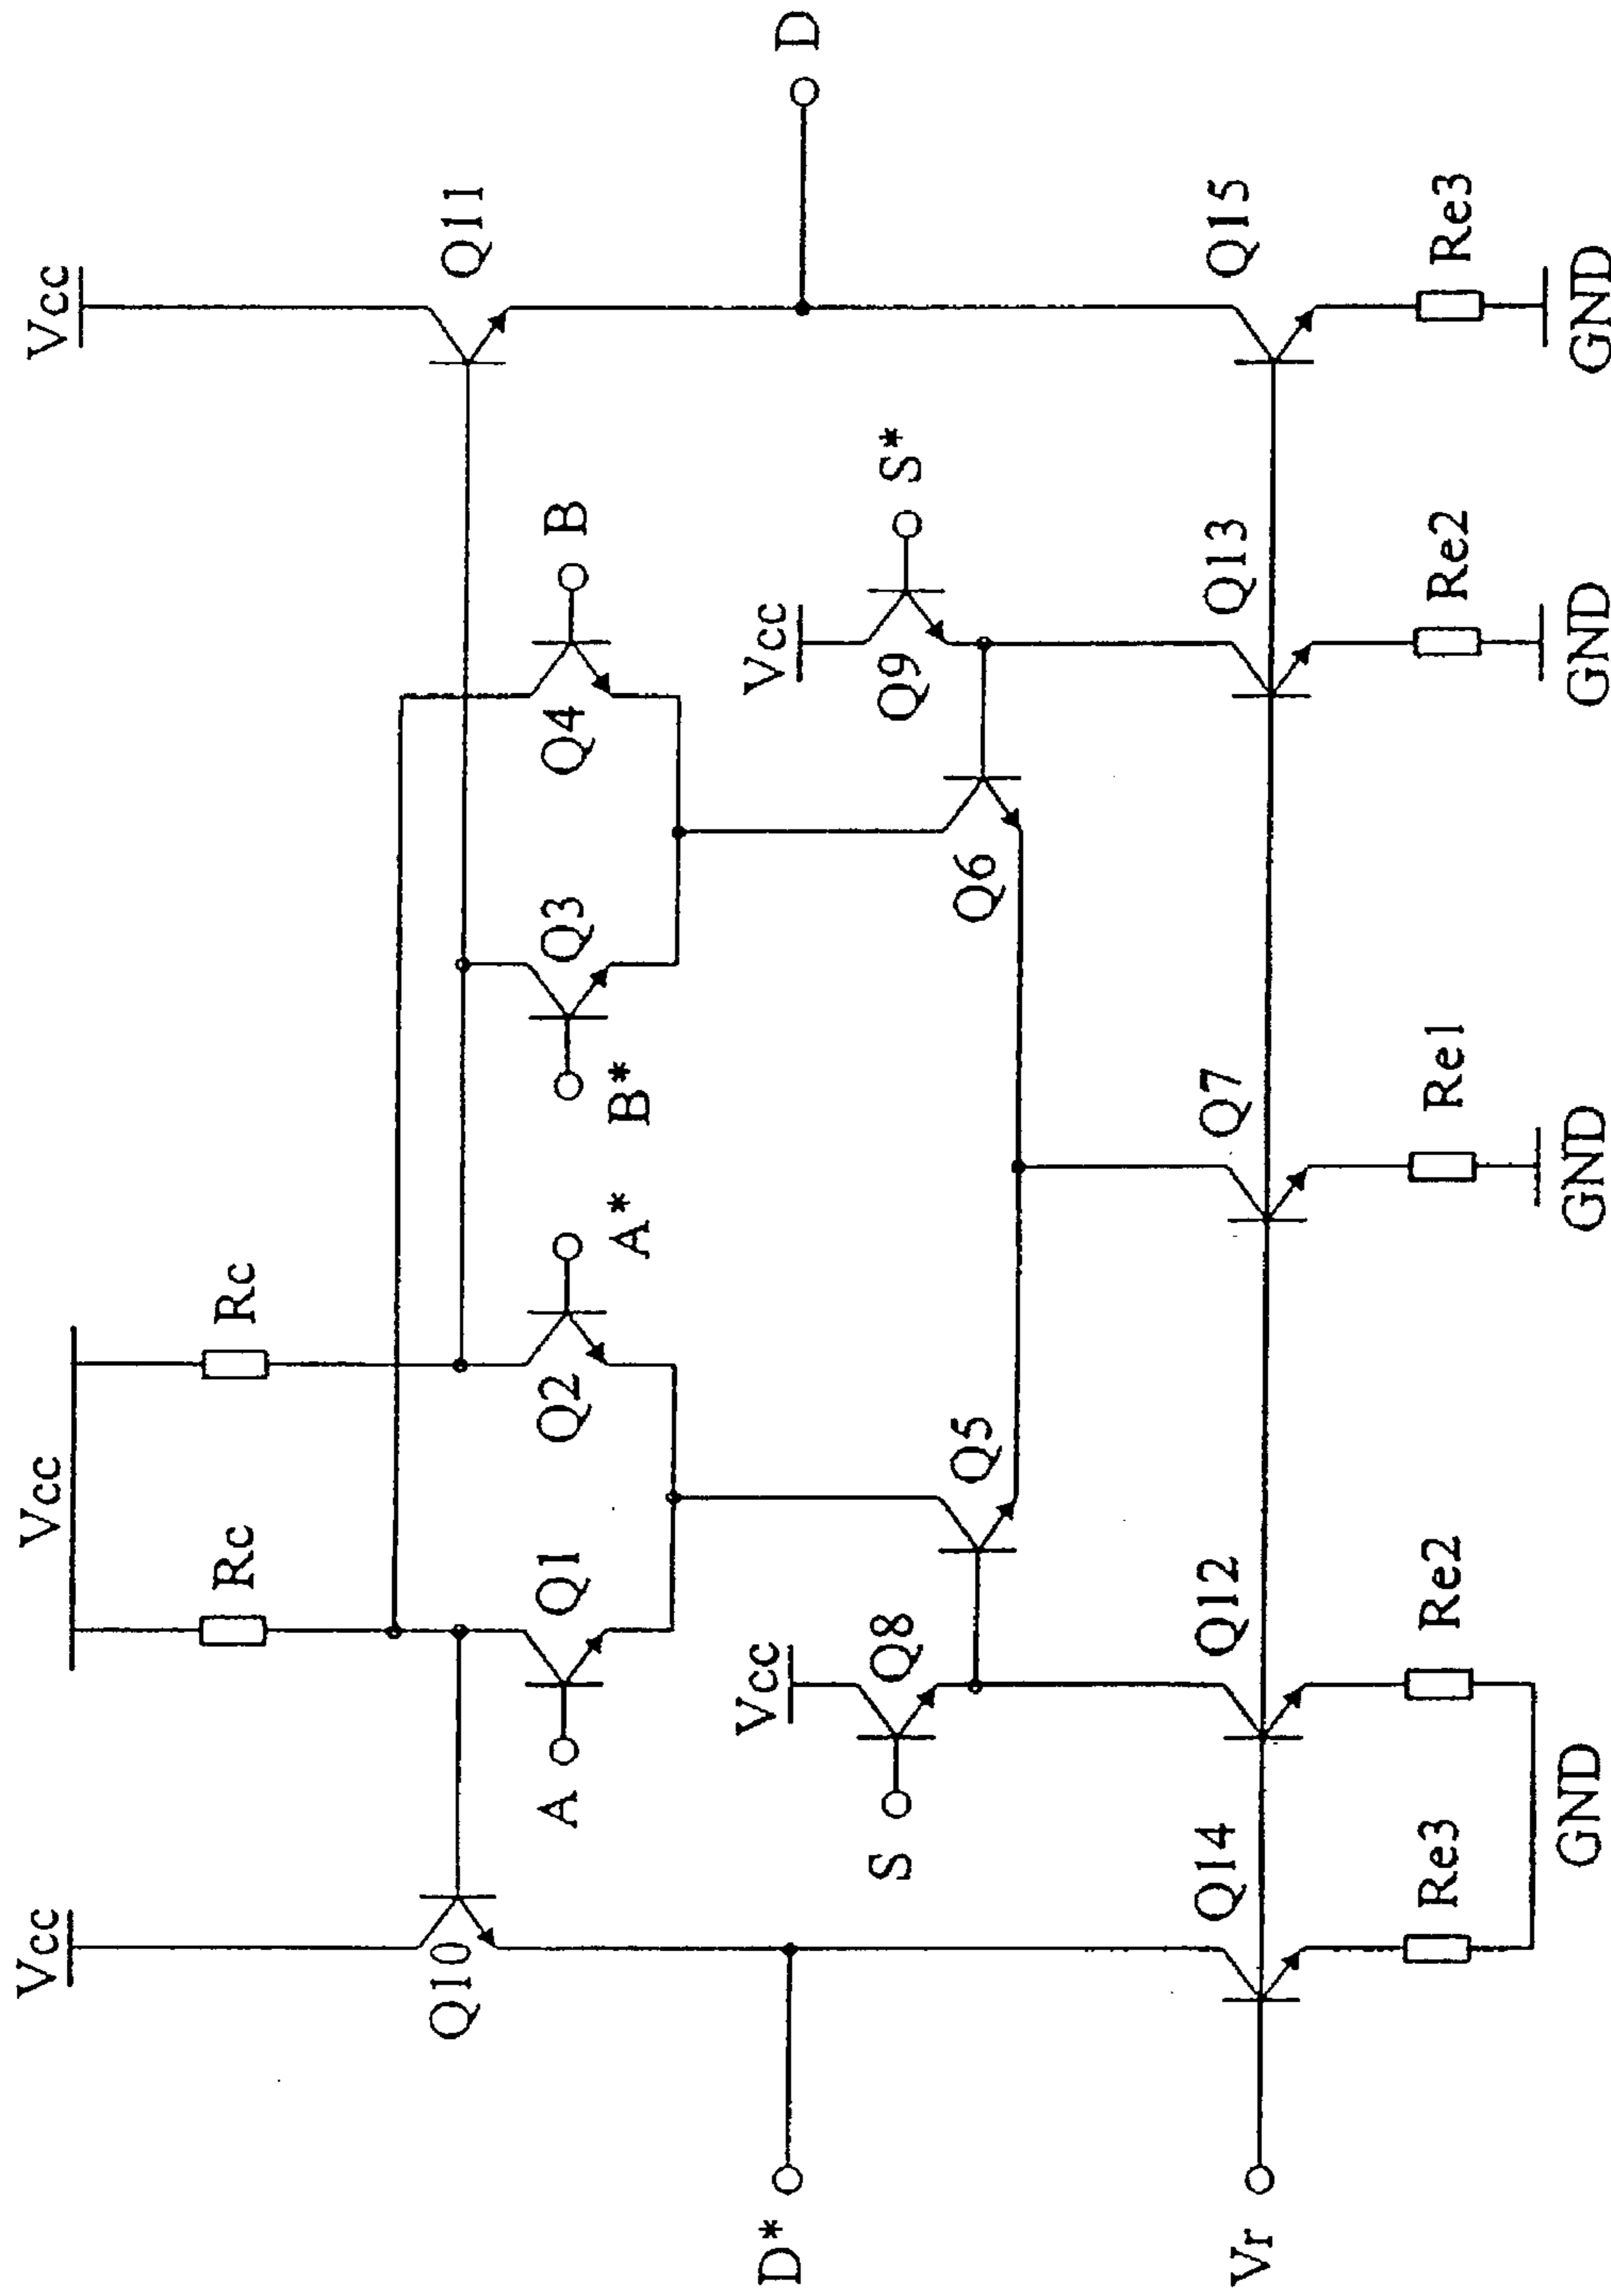 Vcc
Vcc
Vcc
Rc
Rc
Q10
Q11
A
Q1
Q2
A*
B*
Q3
Q4
B
D*
D
Vcc
Vcc
S
Q8
Q5
Q6
Q9
S*
Vr
Q14
Q12
Q7
Q13
Q15
Re3
Re2
Re1
Re2
Re3
GND
GND
GND
GND